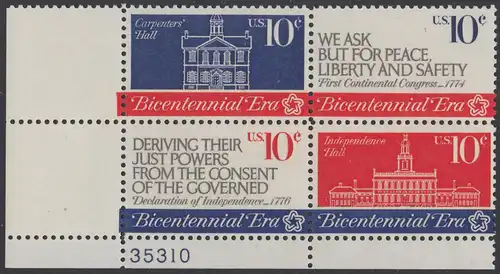 Carpenters'
Hall
U.S. 10c
Bicentennial Era
U.S. 10c
WE ASK
BUT FOR PEACE,
LIBERTY AND SAFETY
First Continental Congress—1774
Bicentennial Era
DERIVING THEIR
JUST POWERS
FROM THE CONSENT
OF THE GOVERNED
Declaration of Independence—1776
U.S. 10c
Bicentennial Era
Independence
Hall
U.S. 10c
Bicentennial Era
35310